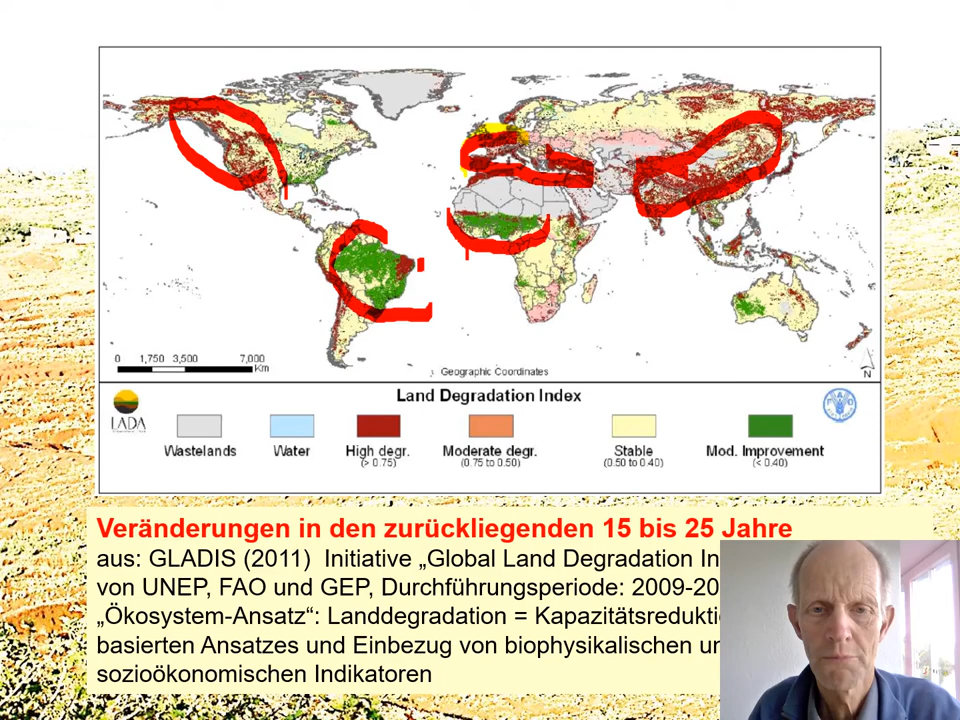 0 1,750 3,500 7,000
Km
Geographic Coordinates
N
Land Degradation Index
LADA
FAO
Wastelands
Water
High degr.
(> 0.75)
Moderate degr.
(0.75 to 0.50)
Stable
(0.50 to 0.40)
Mod. Improvement
(< 0.40)
Veränderungen in den zurückliegenden 15 bis 25 Jahre
aus: GLADIS (2011) Initiative „Global Land Degradation In
von UNEP, FAO und GEP, Durchführungsperiode: 2009-20
„Ökosystem-Ansatz“: Landdegradation = Kapazitätsredukti
basierten Ansatzes und Einbezug von biophysikalischen un
sozioökonomischen Indikatoren